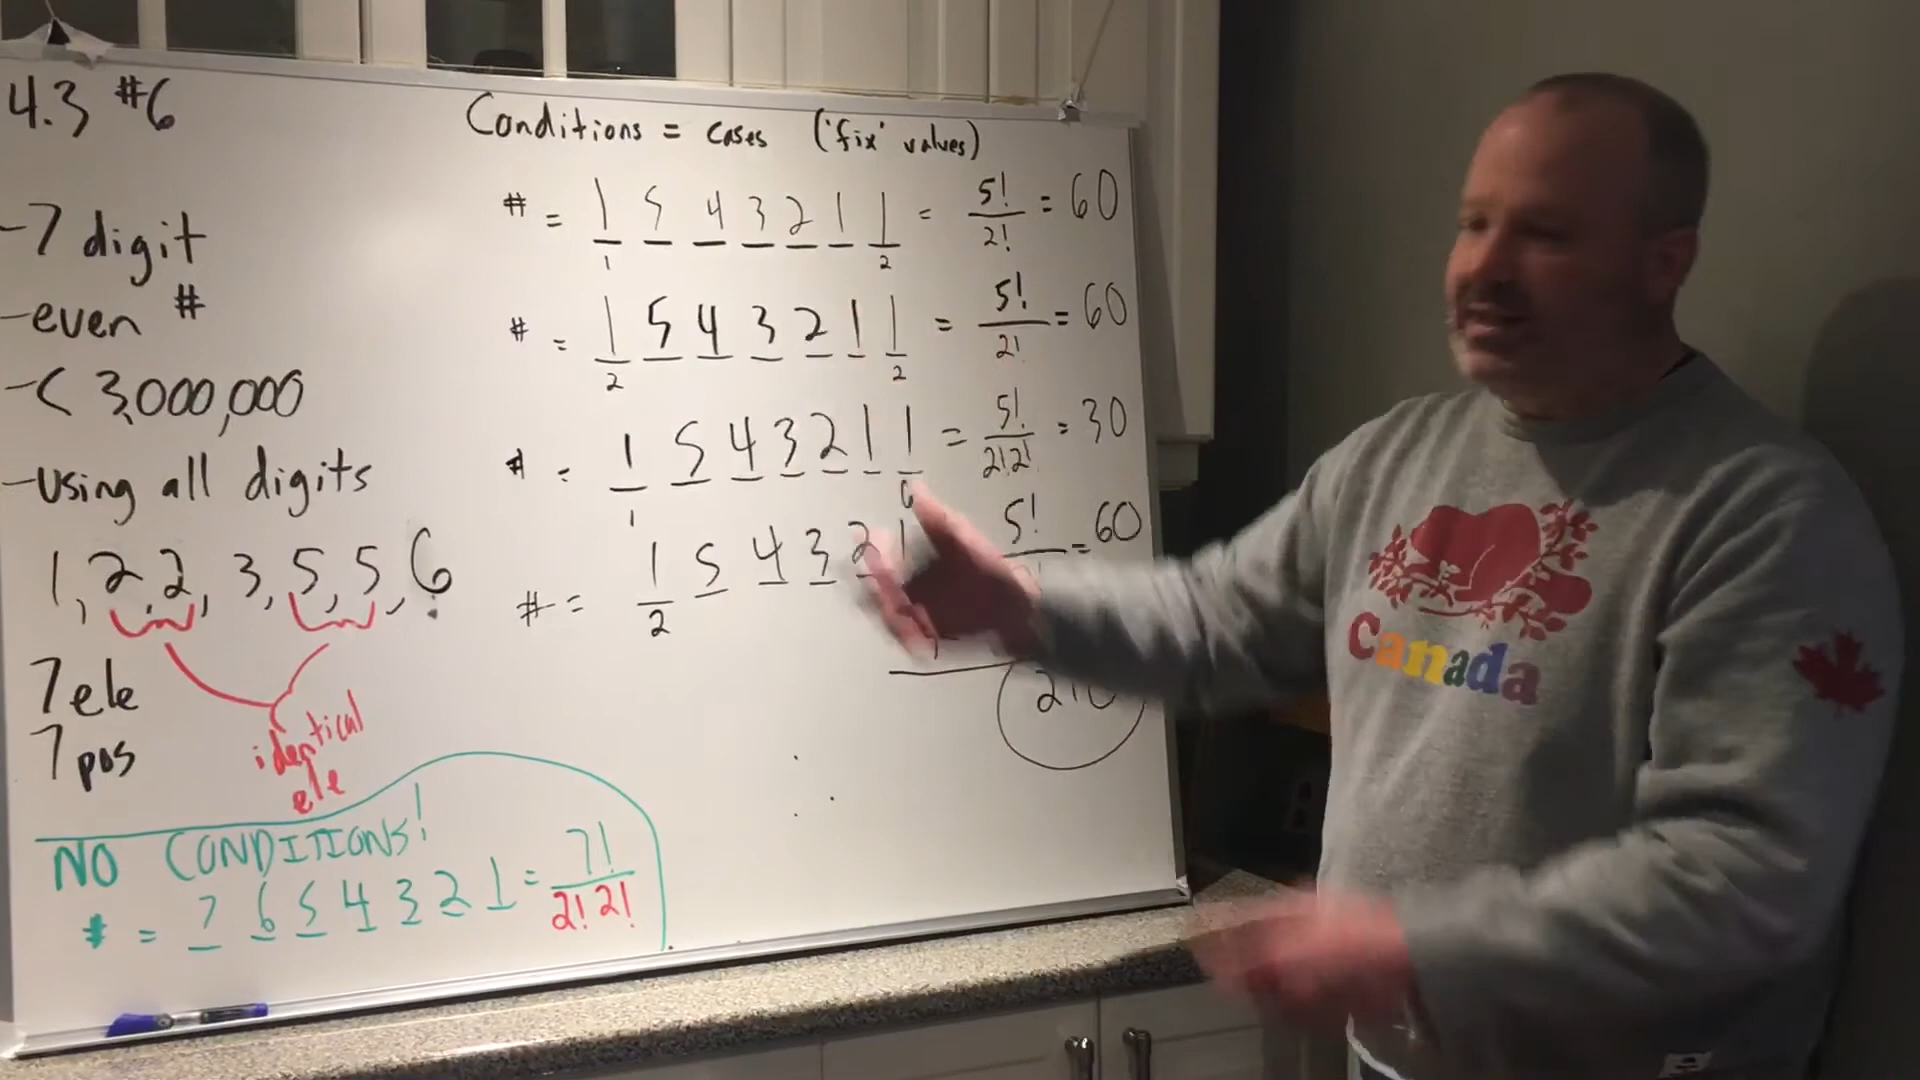 4.3 #6
-7 digit
-even #
-< 3,000,000
-Using all digits
1, 2, 2, 3, 5, 5, 6
7 ele
7 pos
identical
ele
NO CONDITIONS!
# = 7 6 5 4 3 2 1 = 7! / 2! 2!
Conditions = cases ('fix' values)
# = 1 5 4 3 2 1 1 = 5! / 2! = 60
1 2
# = 1 5 4 3 2 1 1 = 5! / 2! = 60
2 2
# = 1 5 4 3 2 1 1 = 5! / 2!2! = 30
1 6
# = 1 5 4 3 2 1 5! = 60
2
Canada